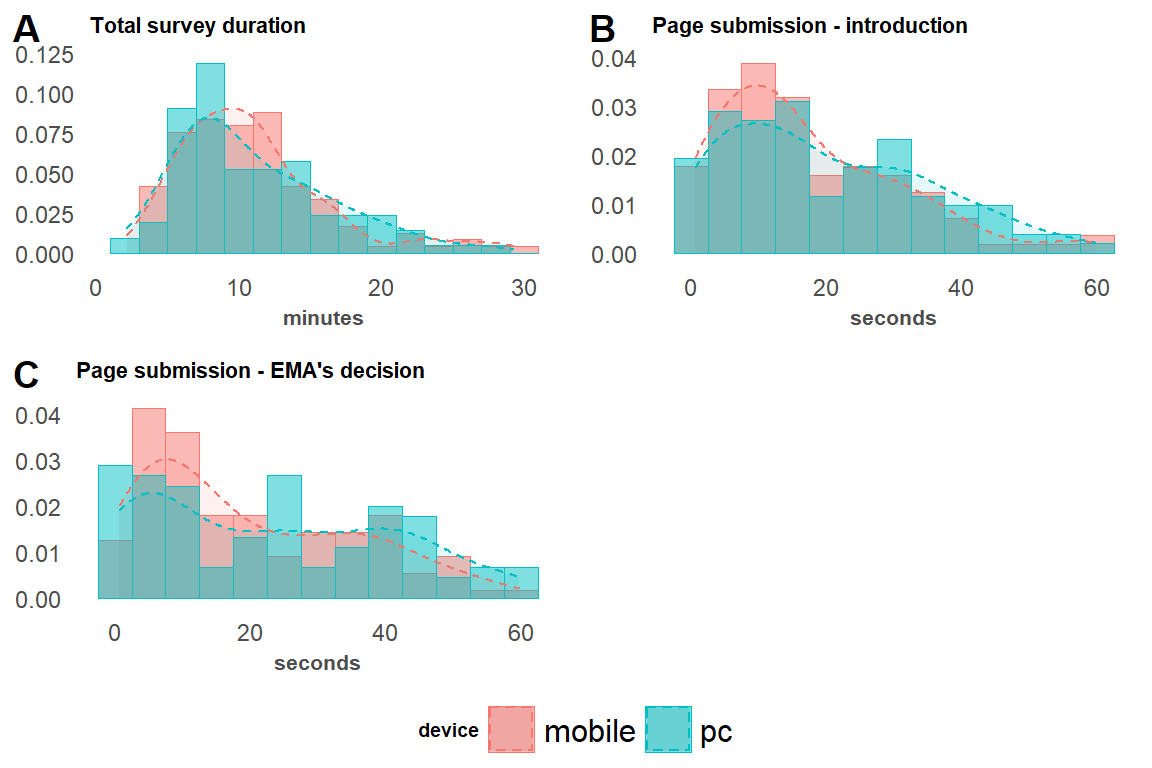 A Total survey duration
0.125
0.100
0.075
0.050
0.025
0.000
0 10 20 30
minutes
B Page submission - introduction
0.04
0.03
0.02
0.01
0.00
0 20 40 60
seconds
C Page submission - EMA's decision
0.04
0.03
0.02
0.01
0.00
0 20 40 60
seconds
device mobile pc